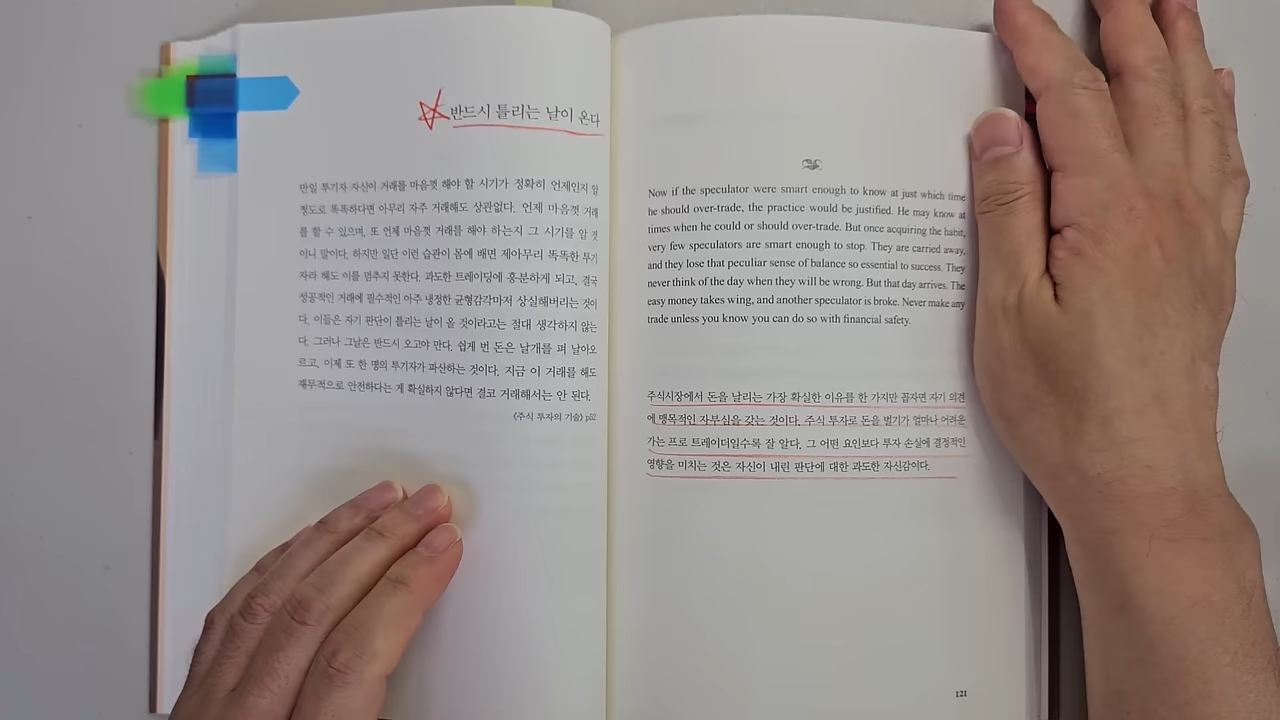 반드시 틀리는 날이 온다
만일 투기자 자신이 거래를 마음껏 해야 할 시기가 정확히 언제인지 알
정도로 똑똑하다면 아무리 자주 거래해도 상관없다. 언제 마음껏 거래
를 할 수 있으며, 또 언제 마음껏 거래를 해야 하는지 그 시기를 알 것
이니 말이다. 하지만 일단 이런 습관이 몸에 배면 제아무리 똑똑한 투기
자라 해도 이를 멈추지 못한다. 과도한 트레이딩에 흥분하게 되고, 결국
성공적인 거래에 필수적인 아주 냉정한 균형감각마저 상실해버리는 것이
다. 이들은 자기 판단이 틀리는 날이 올 것이라고는 절대 생각하지 않는
다. 그러나 그날은 반드시 오고야 만다. 쉽게 번 돈은 날개를 펴 날아오
르고, 이제 또 한 명의 투기자가 파산하는 것이다. 지금 이 거래를 해도
재무적으로 안전하다는 게 확실하지 않다면 결코 거래해서는 안 된다.
《주식 투자의 기술》 p32
Now if the speculator were smart enough to know at just which time
he should over-trade, the practice would be justified. He may know at
times when he could or should over-trade. But once acquiring the habit,
very few speculators are smart enough to stop. They are carried away,
and they lose that peculiar sense of balance so essential to success. They
never think of the day when they will be wrong. But that day arrives. The
easy money takes wing, and another speculator is broke. Never make any
trade unless you know you can do so with financial safety.
주식시장에서 돈을 날리는 가장 확실한 이유를 한 가지만 꼽자면 자기 의견
에 맹목적인 자부심을 갖는 것이다. 주식 투자로 돈을 벌기가 얼마나 어려운
가는 프로 트레이더일수록 잘 알다. 그 어떤 요인보다 투자 손실에 결정적인
영향을 미치는 것은 자신이 내린 판단에 대한 과도한 자신감이다.
121